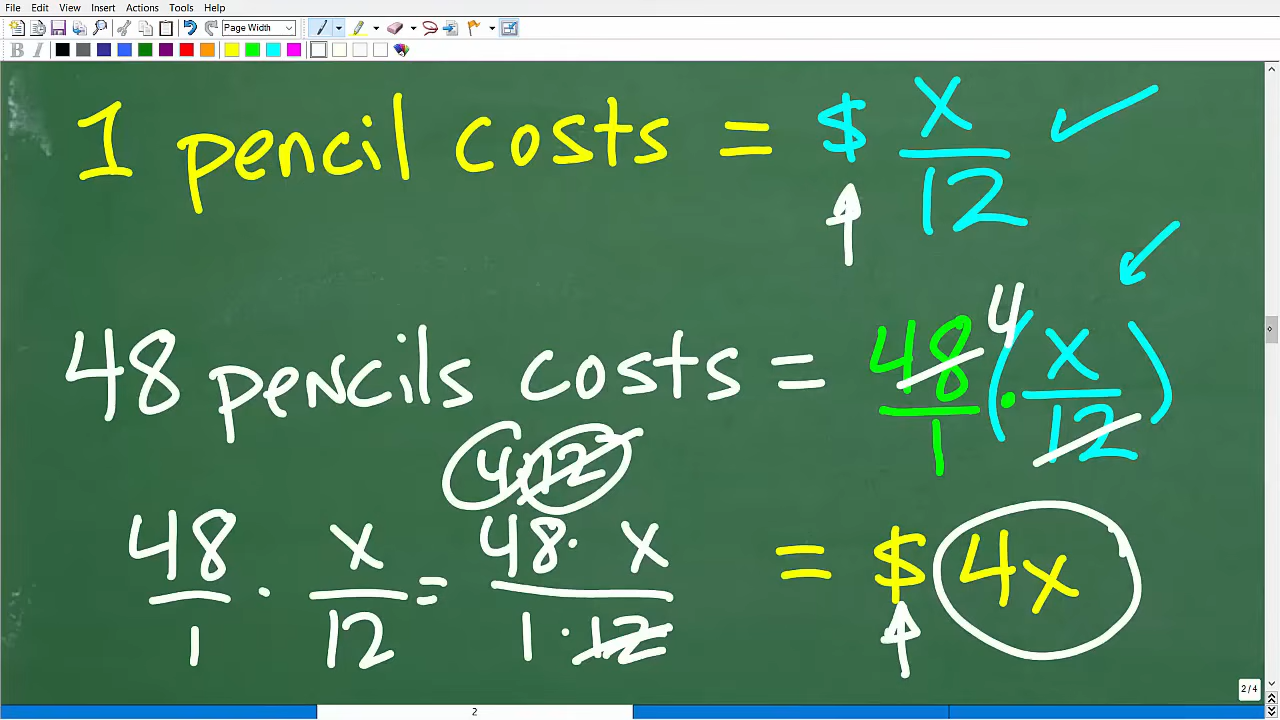 File Edit View Insert Actions Tools Help
Page Width
B I
1 pencil costs = $ x/12
4
48 pencils costs = 48/1 ( · x/12 )
4·12
48/1 · x/12 = 48· x / 1 · 12
= $ 4x
2/4
2